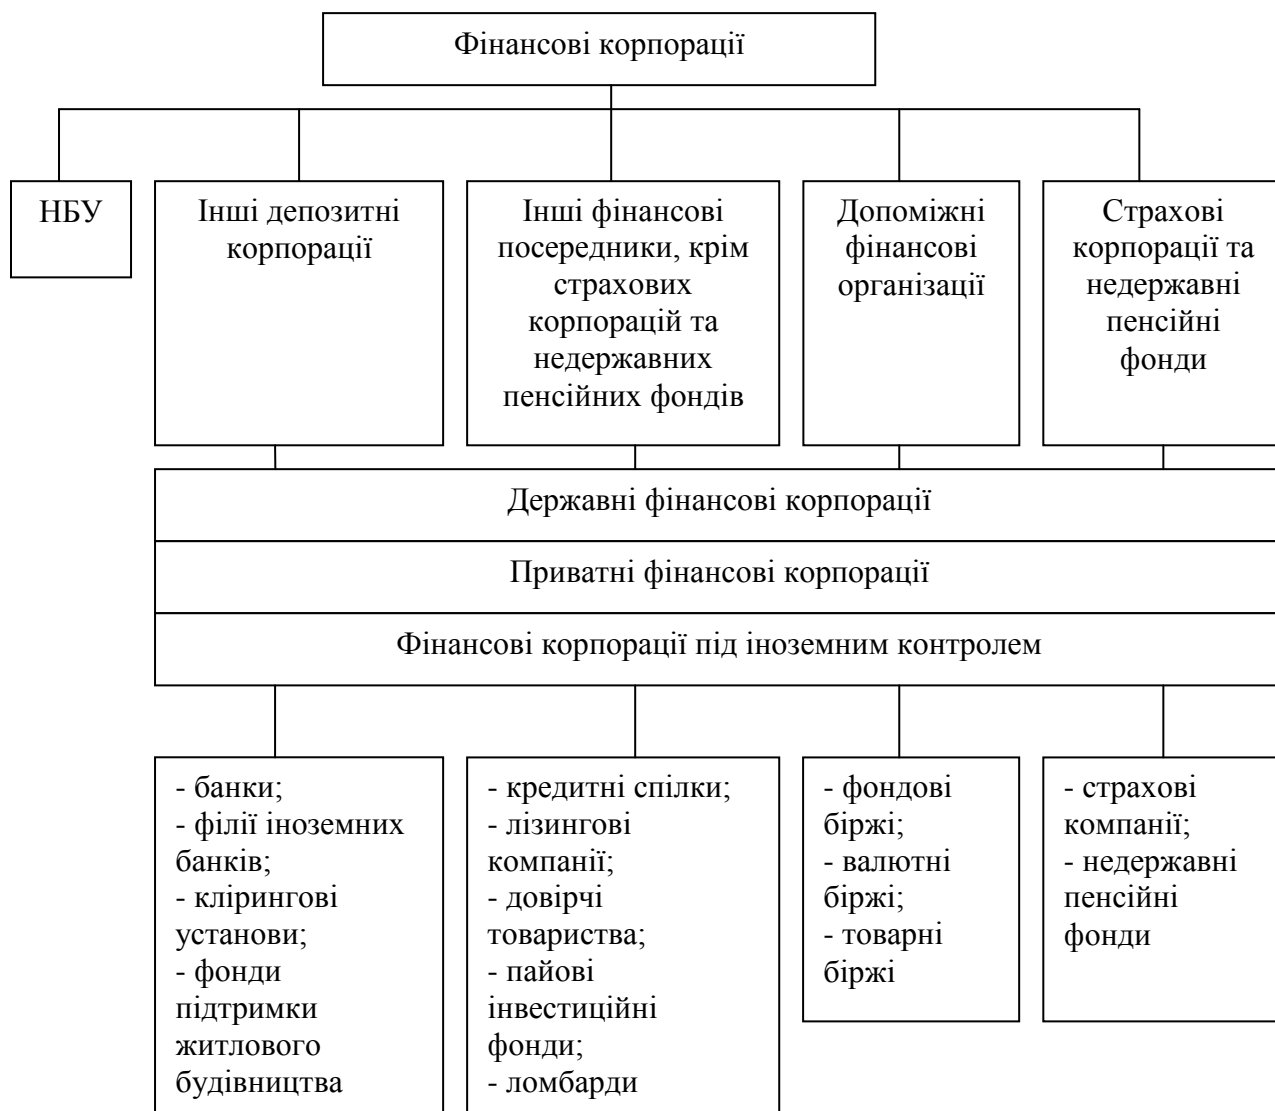 Фінансові корпорації
НБУ
Інші депозитні
корпорації
Інші фінансові
посередники, крім
страхових
корпорацій та
недержавних
пенсійних фондів
Допоміжні
фінансові
організації
Страхові
корпорації та
недержавні
пенсійні
фонди
Державні фінансові корпорації
Приватні фінансові корпорації
Фінансові корпорації під іноземним контролем
- банки;
- філії іноземних
банків;
- клірингові
установи;
- фонди
підтримки
житлового
будівництва
- кредитні спілки;
- лізингові
компанії;
- довірчі
товариства;
- пайові
інвестиційні
фонди;
- ломбарди
- фондові
біржі;
- валютні
біржі;
- товарні
біржі
- страхові
компанії;
- недержавні
пенсійні
фонди